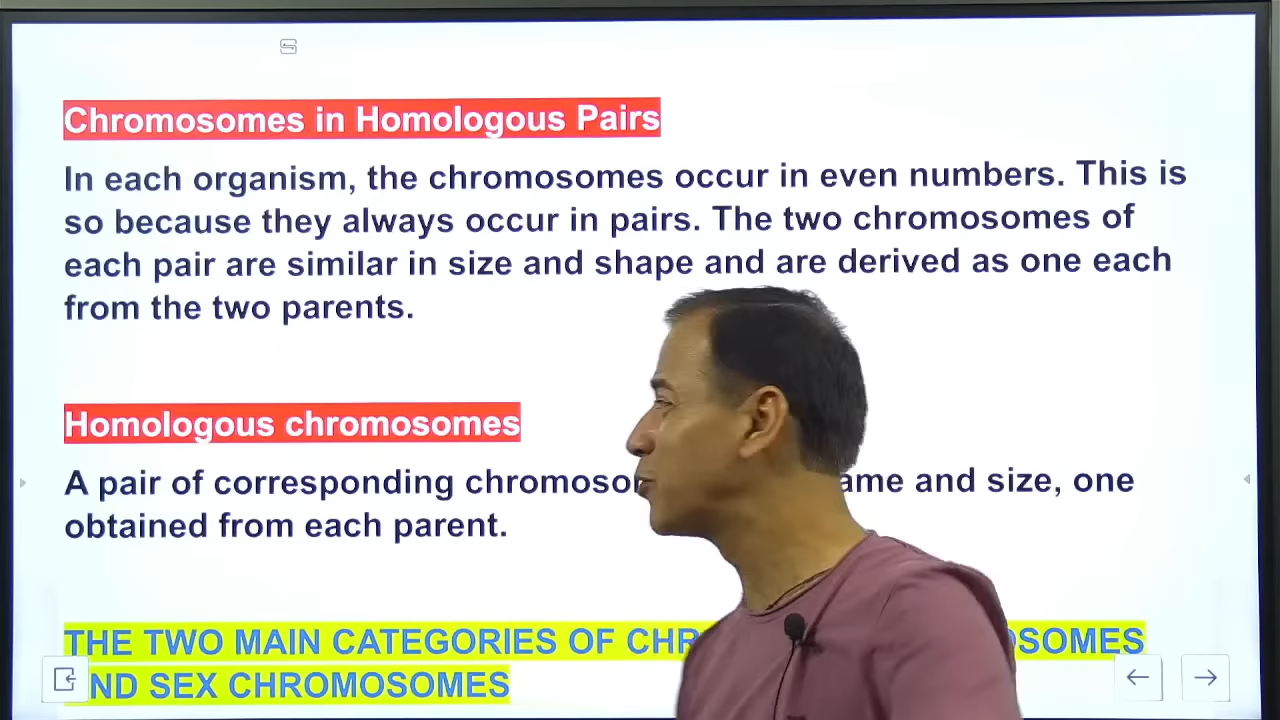 Chromosomes in Homologous Pairs
In each organism, the chromosomes occur in even numbers. This is
so because they always occur in pairs. The two chromosomes of
each pair are similar in size and shape and are derived as one each
from the two parents.
Homologous chromosomes
A pair of corresponding and size, one
obtained from each parent.
THE TWO MAIN CATEGORIES OF
SEX CHROMOSOMES